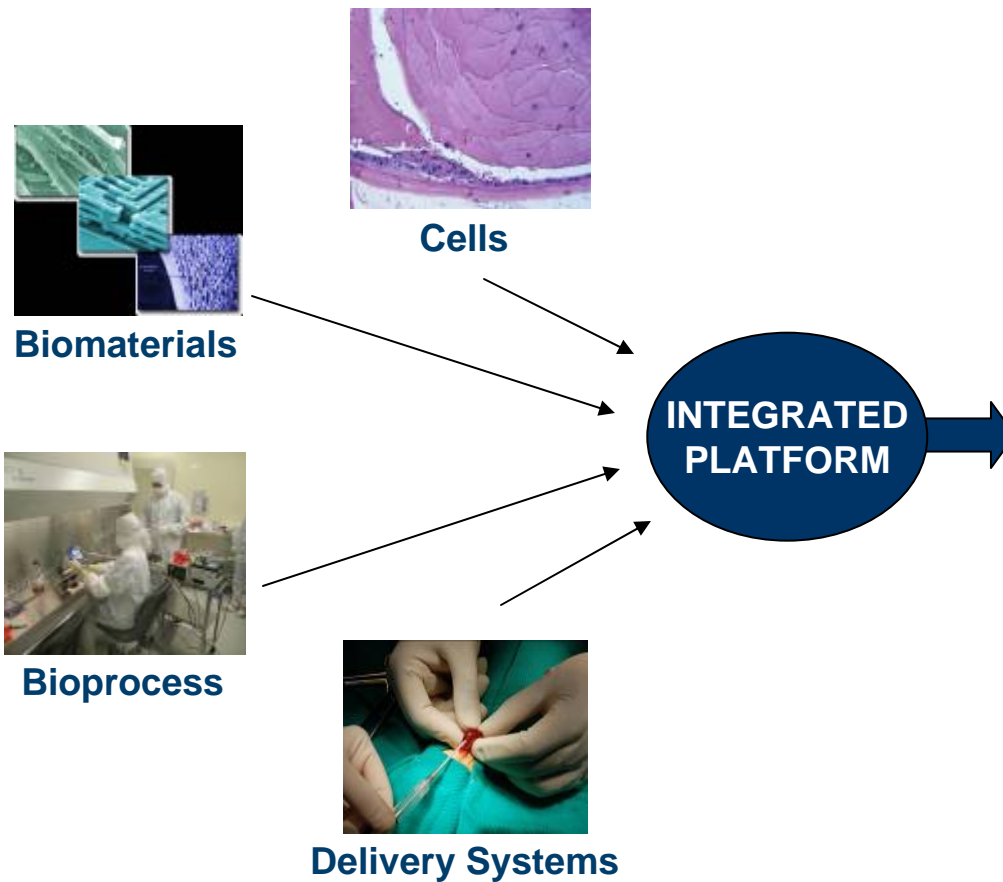 Cells
Biomaterials
INTEGRATED
PLATFORM
Bioprocess
Delivery Systems